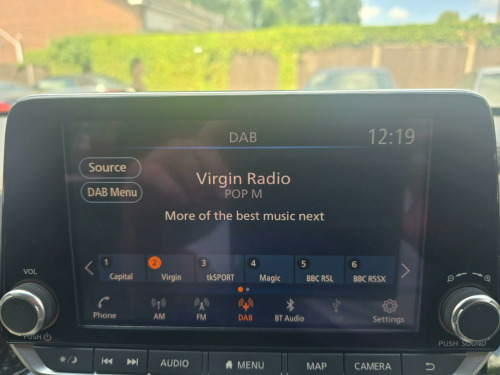 DAB
12:19
Source
DAB Menu
Virgin Radio
POP M
More of the best music next
1 2 3 4 5 6
Capital Virgin tkSPORT Magic BBC R5L BBC R5SX
Phone AM FM DAB BT Audio Settings
VOL
PUSH
PUSH SOUND
AUDIO MENU MAP CAMERA